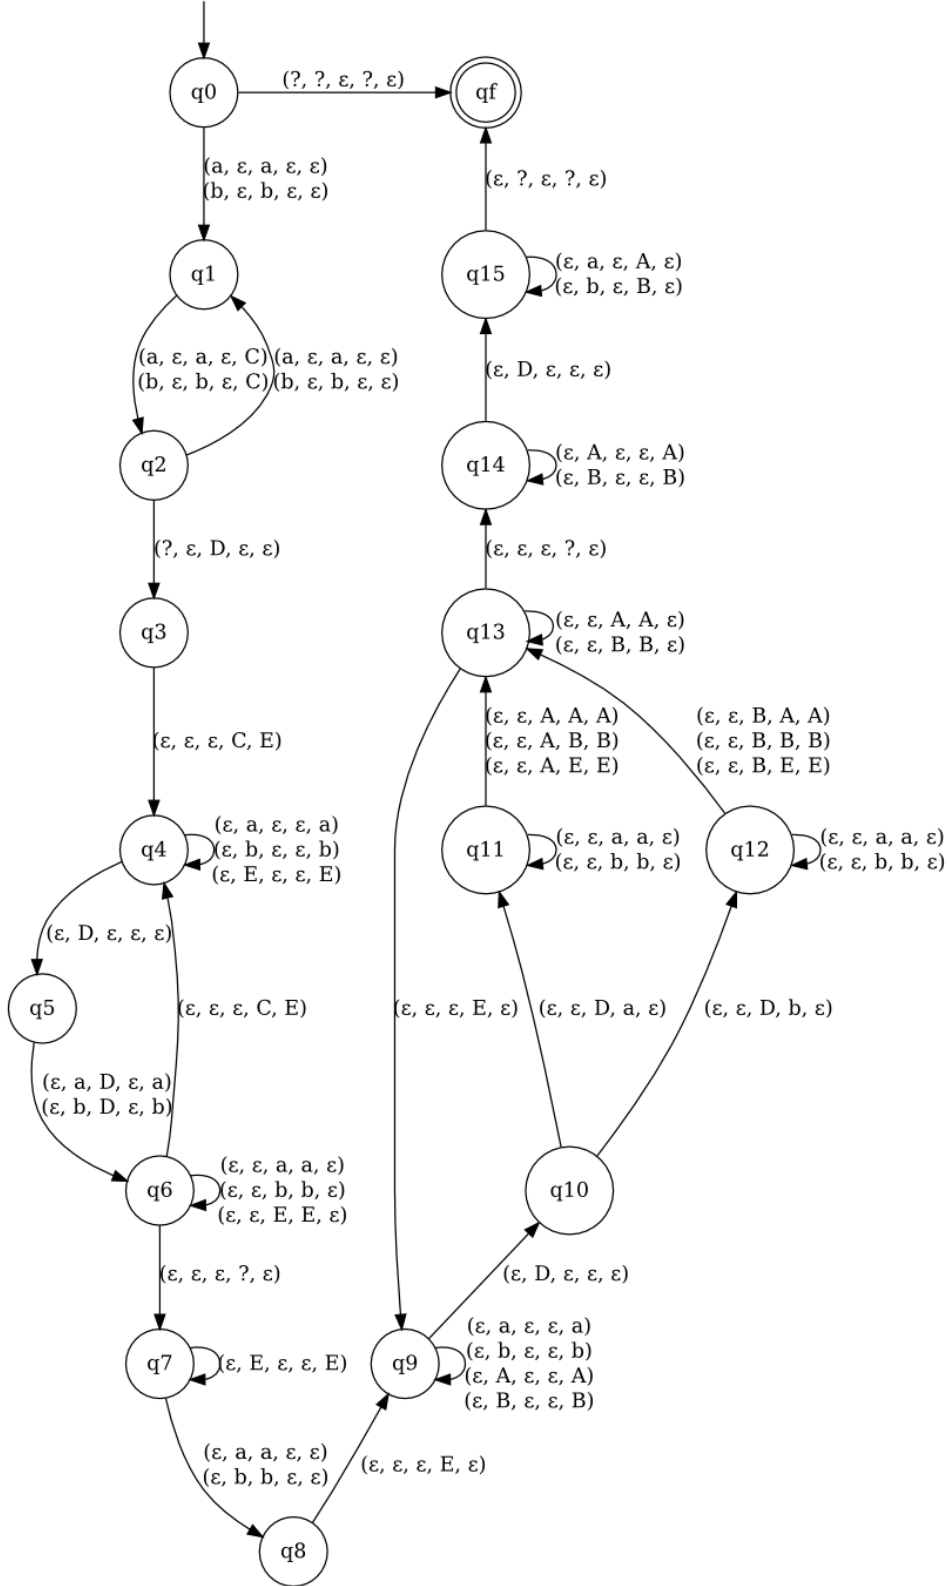 q0
(?, ?, ε, ?, ε)
qf
(a, ε, a, ε, ε)
(b, ε, b, ε, ε)
(ε, ?, ε, ?, ε)
q1
q15
(ε, a, ε, A, ε)
(ε, b, ε, B, ε)
(a, ε, a, ε, C)
(b, ε, b, ε, C)
(a, ε, a, ε, ε)
(b, ε, b, ε, ε)
(ε, D, ε, ε, ε)
q2
q14
(ε, A, ε, ε, A)
(ε, B, ε, ε, B)
(?, ε, D, ε, ε)
(ε, ε, ε, ?, ε)
q3
q13
(ε, ε, A, A, ε)
(ε, ε, B, B, ε)
(ε, ε, ε, C, E)
(ε, ε, A, A, A)
(ε, ε, A, B, B)
(ε, ε, A, E, E)
(ε, ε, B, A, A)
(ε, ε, B, B, B)
(ε, ε, B, E, E)
q4
(ε, a, ε, ε, a)
(ε, b, ε, ε, b)
(ε, E, ε, ε, E)
q11
(ε, ε, a, a, ε)
(ε, ε, b, b, ε)
q12
(ε, ε, a, a, ε)
(ε, ε, b, b, ε)
(ε, D, ε, ε, ε)
q5
(ε, ε, ε, C, E)
(ε, ε, ε, E, ε)
(ε, ε, D, a, ε)
(ε, ε, D, b, ε)
(ε, a, D, ε, a)
(ε, b, D, ε, b)
q6
(ε, ε, a, a, ε)
(ε, ε, b, b, ε)
(ε, ε, E, E, ε)
q10
(ε, ε, ε, ?, ε)
(ε, D, ε, ε, ε)
q7
(ε, E, ε, ε, E)
q9
(ε, a, ε, ε, a)
(ε, b, ε, ε, b)
(ε, A, ε, ε, A)
(ε, B, ε, ε, B)
(ε, a, a, ε, ε)
(ε, b, b, ε, ε)
(ε, ε, ε, E, ε)
q8